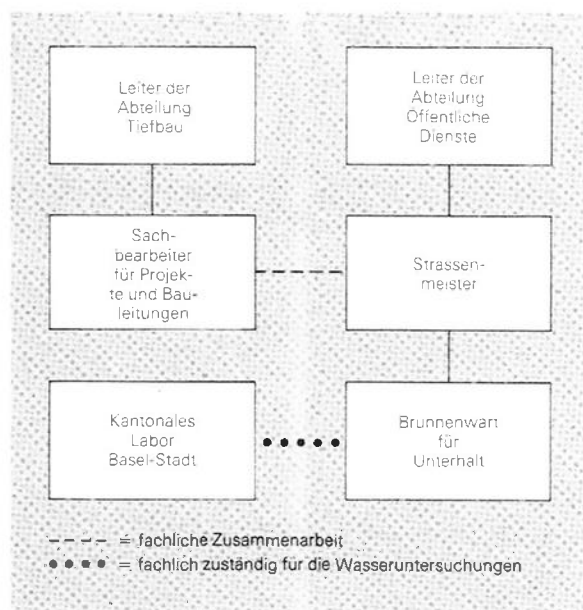 Leiter der
Abteilung
Tiefbau
Leiter der
Abteilung
Öffentliche
Dienste
Sach-
bearbeiter
für Projek-
te und Bau-
leitungen
Strassen-
meister
Kantonales
Labor
Basel-Stadt
Brunnenwart
für
Unterhalt
= fachliche Zusammenarbeit
= fachlich zuständig für die Wasseruntersuchungen